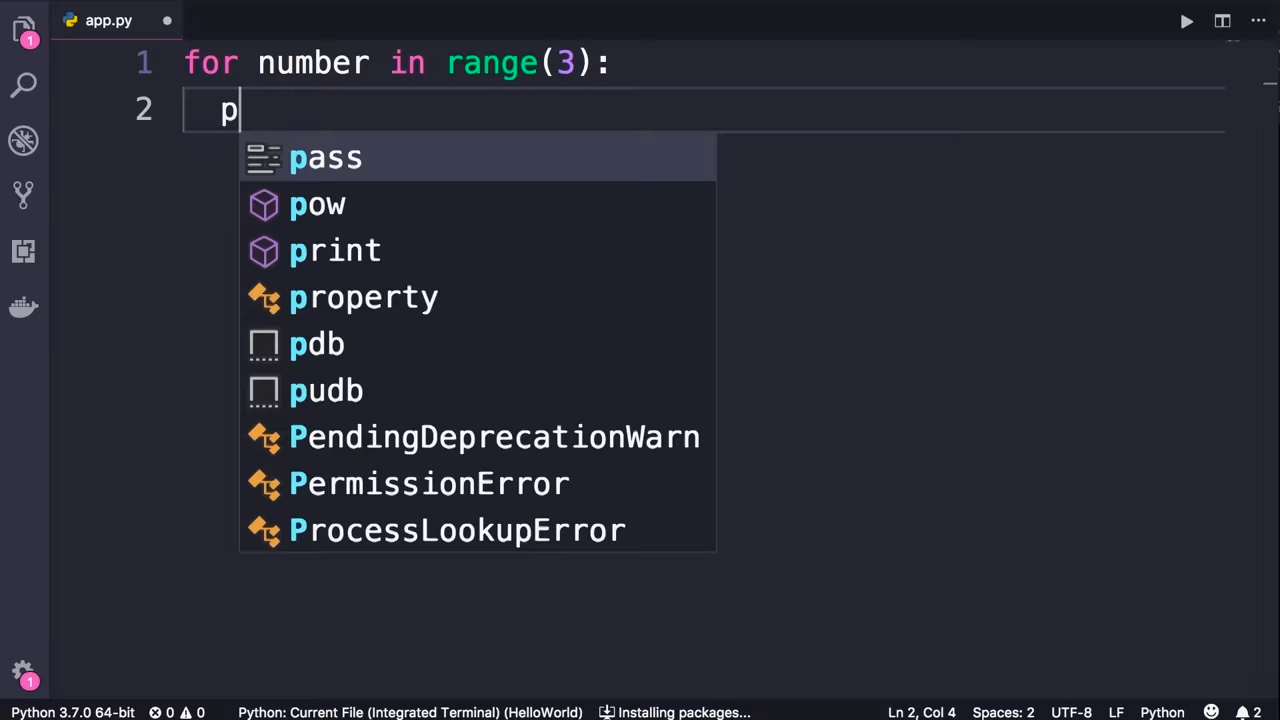 app.py
1
1 for number in range(3):
2 p
pass
pow
print
property
pdb
pudb
PendingDeprecationWarn
PermissionError
ProcessLookupError
1
Python 3.7.0 64-bit 0 0 Python: Current File (Integrated Terminal) (HelloWorld) Installing packages... Ln 2, Col 4 Spaces: 2 UTF-8 LF Python 2